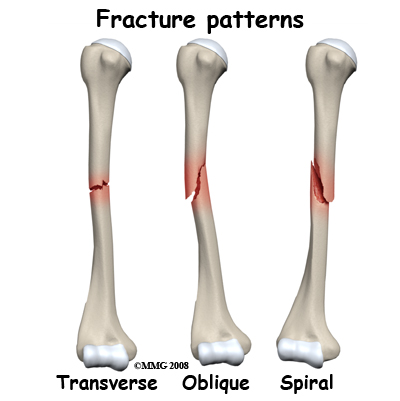 Fracture patterns
©MMG 2008
Transverse Oblique Spiral